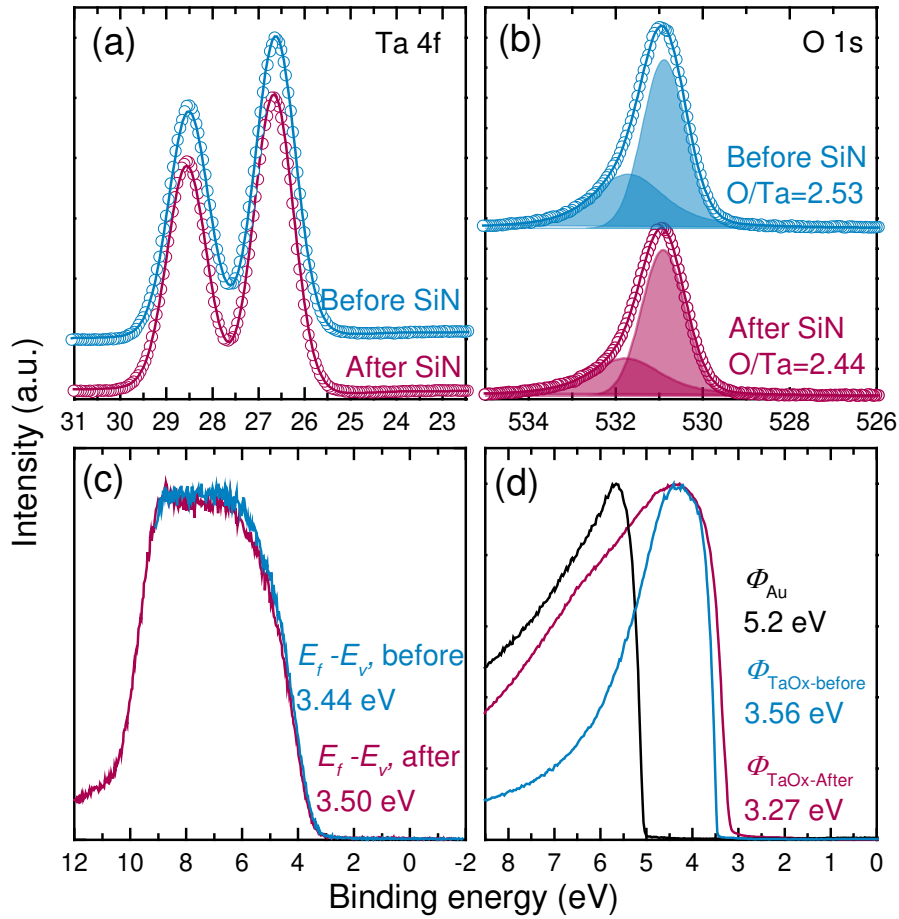 Intensity (a.u.)
(a)
Ta 4f
Before SiN
After SiN
31 30 29 28 27 26 25 24 23
(b)
O 1s
Before SiN
O/Ta=2.53
After SiN
O/Ta=2.44
534 532 530 528 526
(c)
E_f -E_v, before
3.44 eV
E_f -E_v, after
3.50 eV
12 10 8 6 4 2 0 -2
(d)
Φ_Au
5.2 eV
Φ_TaOx-before
3.56 eV
Φ_TaOx-After
3.27 eV
8 7 6 5 4 3 2 1 0
Binding energy (eV)